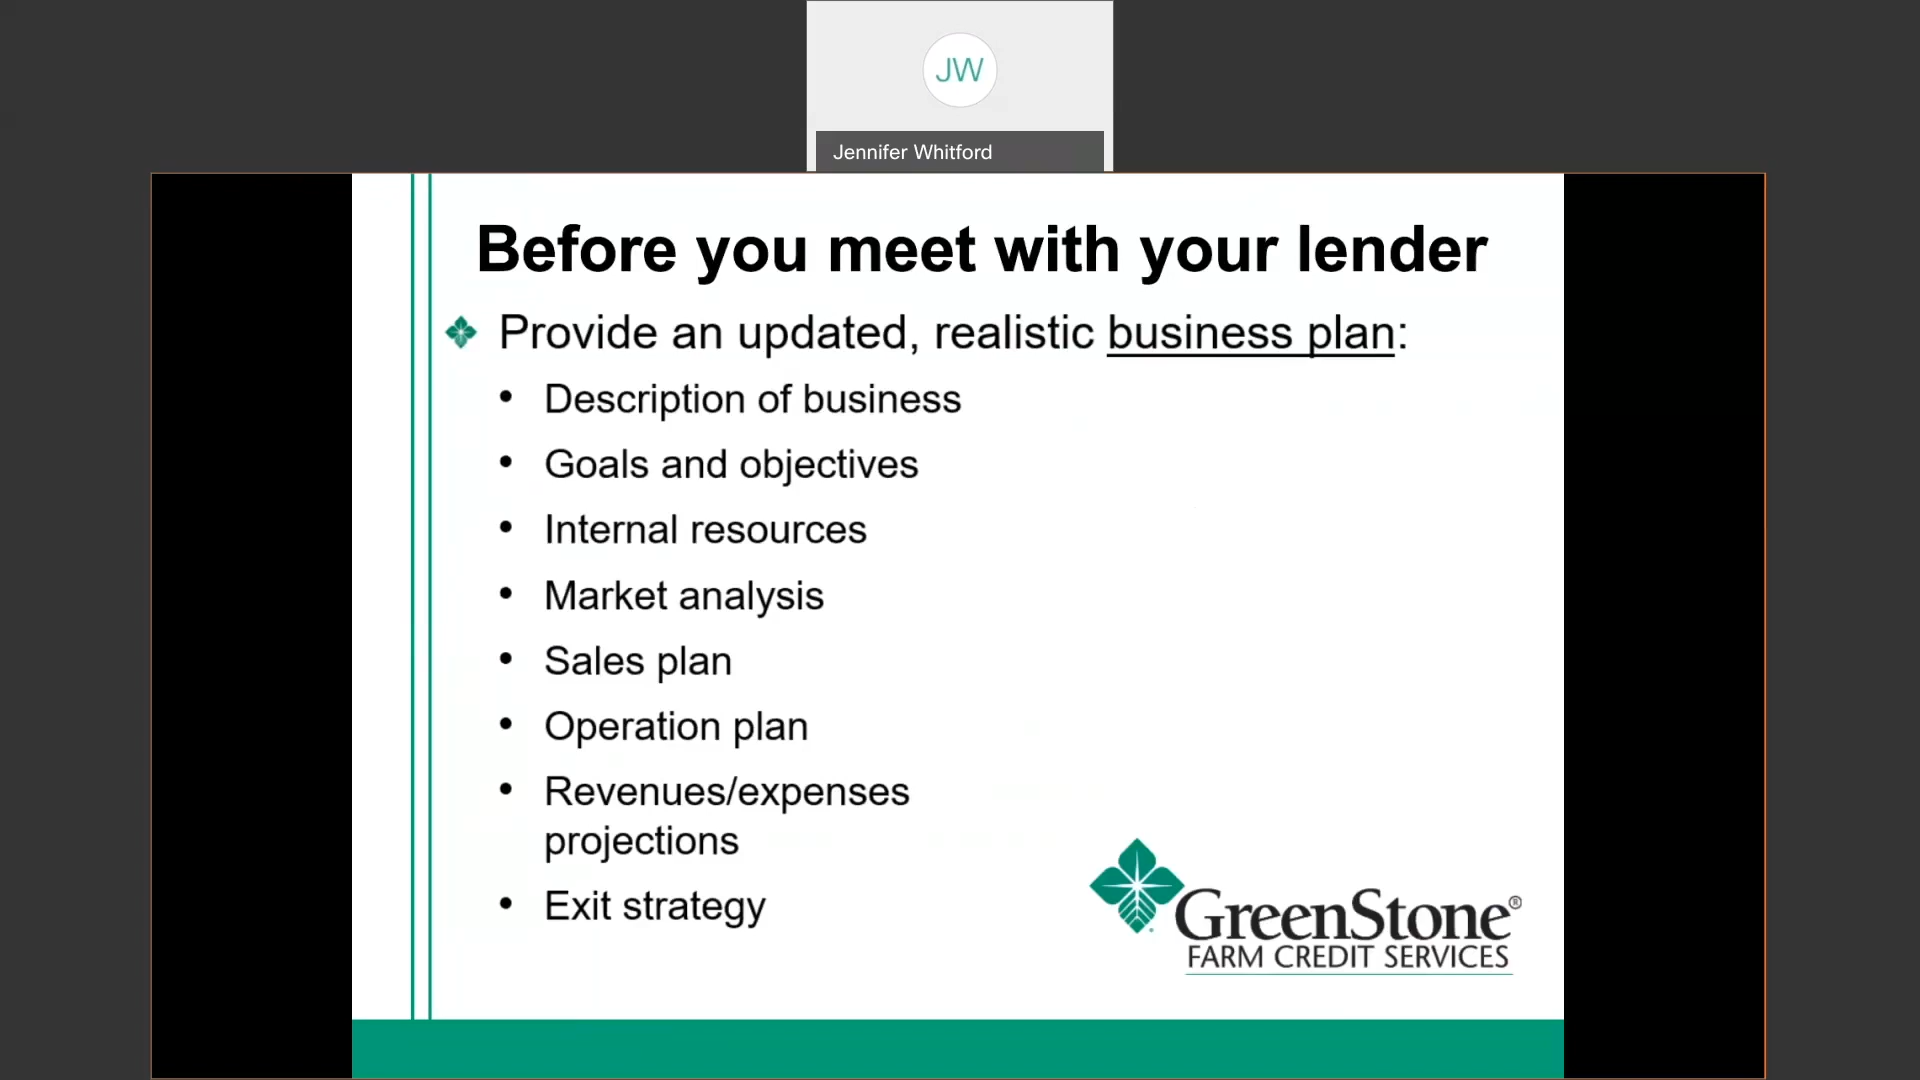 JW
Jennifer Whitford
Before you meet with your lender
Provide an updated, realistic business plan:
• Description of business
• Goals and objectives
• Internal resources
• Market analysis
• Sales plan
• Operation plan
• Revenues/expenses
projections
• Exit strategy
GreenStone®
FARM CREDIT SERVICES